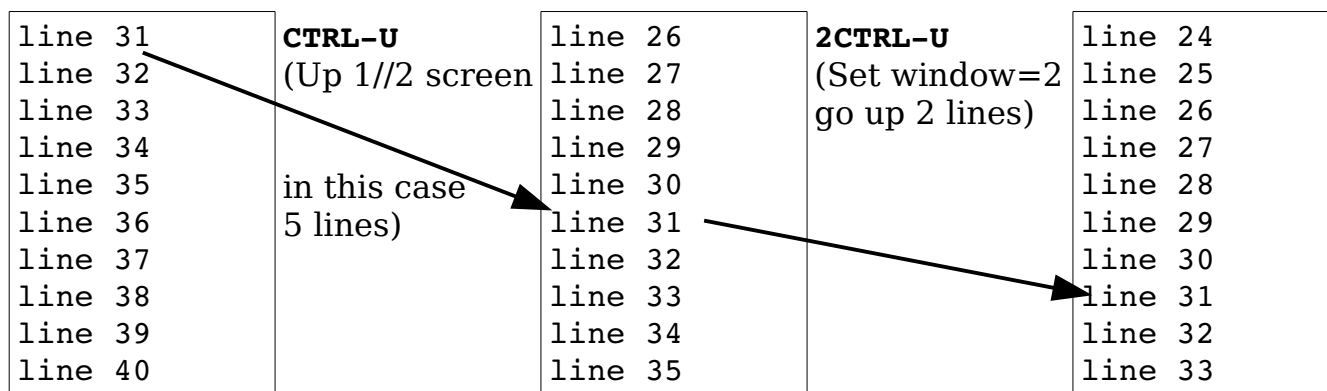 line 31
line 32
line 33
line 34
line 35
line 36
line 37
line 38
line 39
line 40
CTRL-U
(Up 1//2 screen
in this case
5 lines)
line 26
line 27
line 28
line 29
line 30
line 31
line 32
line 33
line 34
line 35
2CTRL-U
(Set window=2
go up 2 lines)
line 24
line 25
line 26
line 27
line 28
line 29
line 30
line 31
line 32
line 33